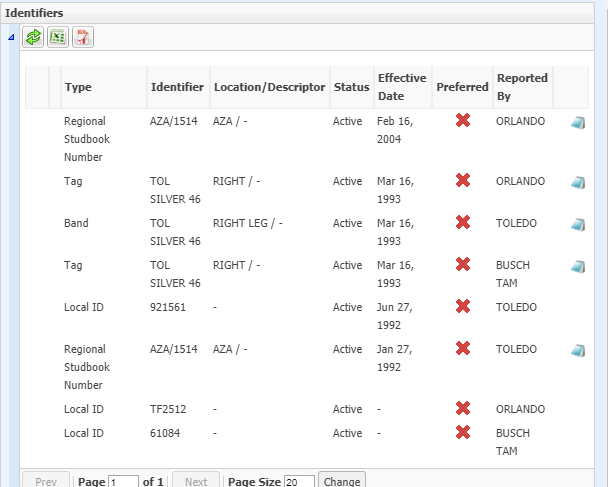 Identifiers
Type Identifier Location/Descriptor Status Effective Date Preferred Reported By
Regional Studbook Number AZA/1514 AZA / - Active Feb 16, 2004 ORLANDO
Tag TOL SILVER 46 RIGHT / - Active Mar 16, 1993 ORLANDO
Band TOL SILVER 46 RIGHT LEG / - Active Mar 16, 1993 TOLEDO
Tag TOL SILVER 46 RIGHT / - Active Mar 16, 1993 BUSCH TAM
Local ID 921561 - Active Jun 27, 1992 TOLEDO
Regional Studbook Number AZA/1514 AZA / - Active Jan 27, 1992 TOLEDO
Local ID TF2512 - Active - ORLANDO
Local ID 61084 - Active - BUSCH TAM
Prev Page 1 of 1 Next Page Size 20 Change